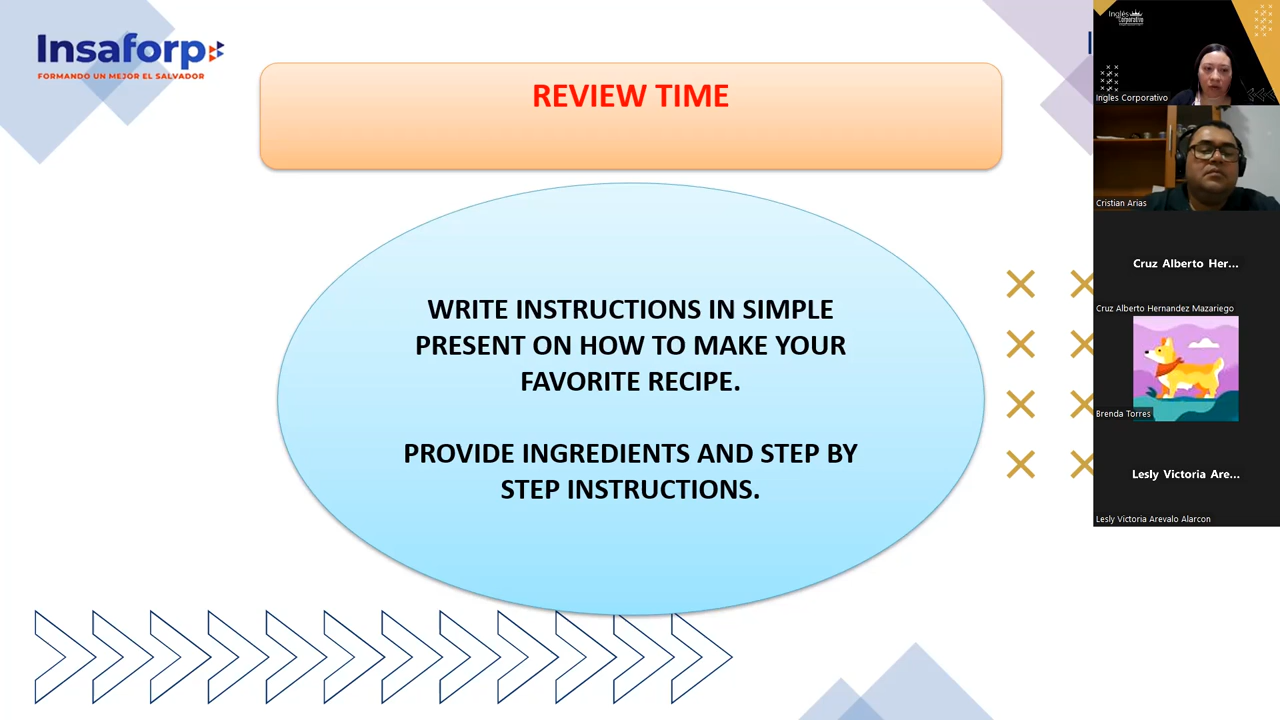 Insaforp
FORMANDO UN MEJOR EL SALVADOR
REVIEW TIME
WRITE INSTRUCTIONS IN SIMPLE
PRESENT ON HOW TO MAKE YOUR
FAVORITE RECIPE.
PROVIDE INGREDIENTS AND STEP BY
STEP INSTRUCTIONS.
Inglés
Corporativo
Ingles Corporativo
Cristian Arias
Cruz Alberto Her...
Cruz Alberto Hernandez Mazariego
Brenda Torres
Lesly Victoria Are...
Lesly Victoria Arevalo Alarcon